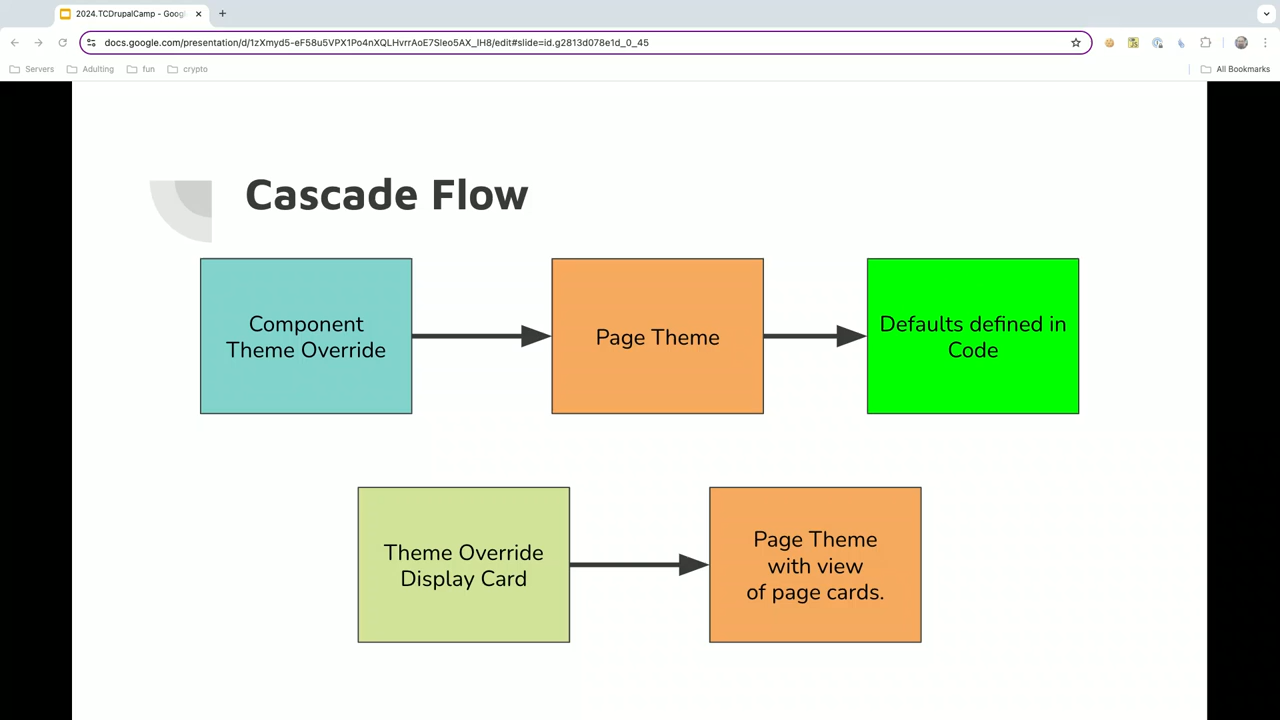 2024.TCDrupalCamp - Goog
docs.google.com/presentation/d/1zXmyd5-eF58u5VPX1Po4nXQLHvrrAoE7Sleo5AX_IH8/edit#slide=id.g2813d078e1d_0_45
Servers
Adulting
fun
crypto
All Bookmarks
Cascade Flow
Component
Theme Override
Page Theme
Defaults defined in
Code
Theme Override
Display Card
Page Theme
with view
of page cards.